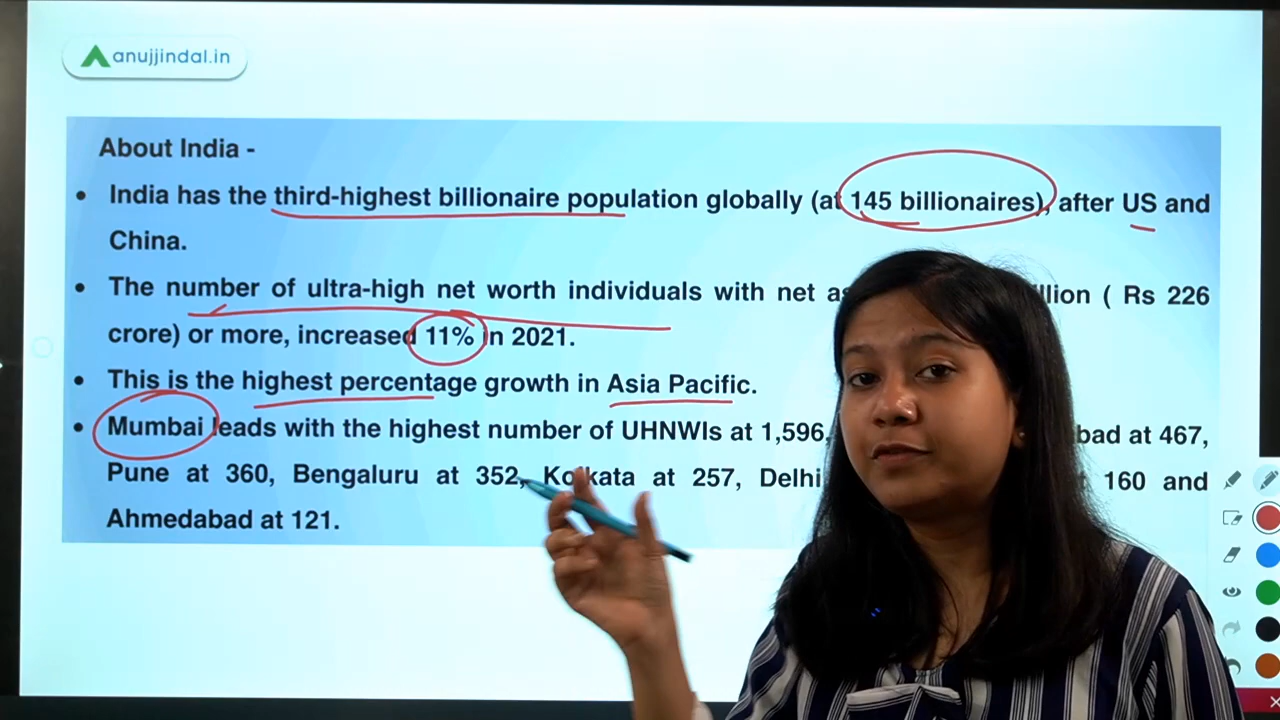 anujjindal.in
About India -
• India has the third-highest billionaire population globally (at 145 billionaires), after US and
China.
• The number of ultra-high net worth individuals with net ( Rs 226
crore) or more, increased 11% in 2021.
• This is the highest percentage growth in Asia Pacific.
• Mumbai leads with the highest number of UHNWIs at 1,596, at 467,
Pune at 360, Bengaluru at 352, Kolkata at 257, Delhi 160 and
Ahmedabad at 121.